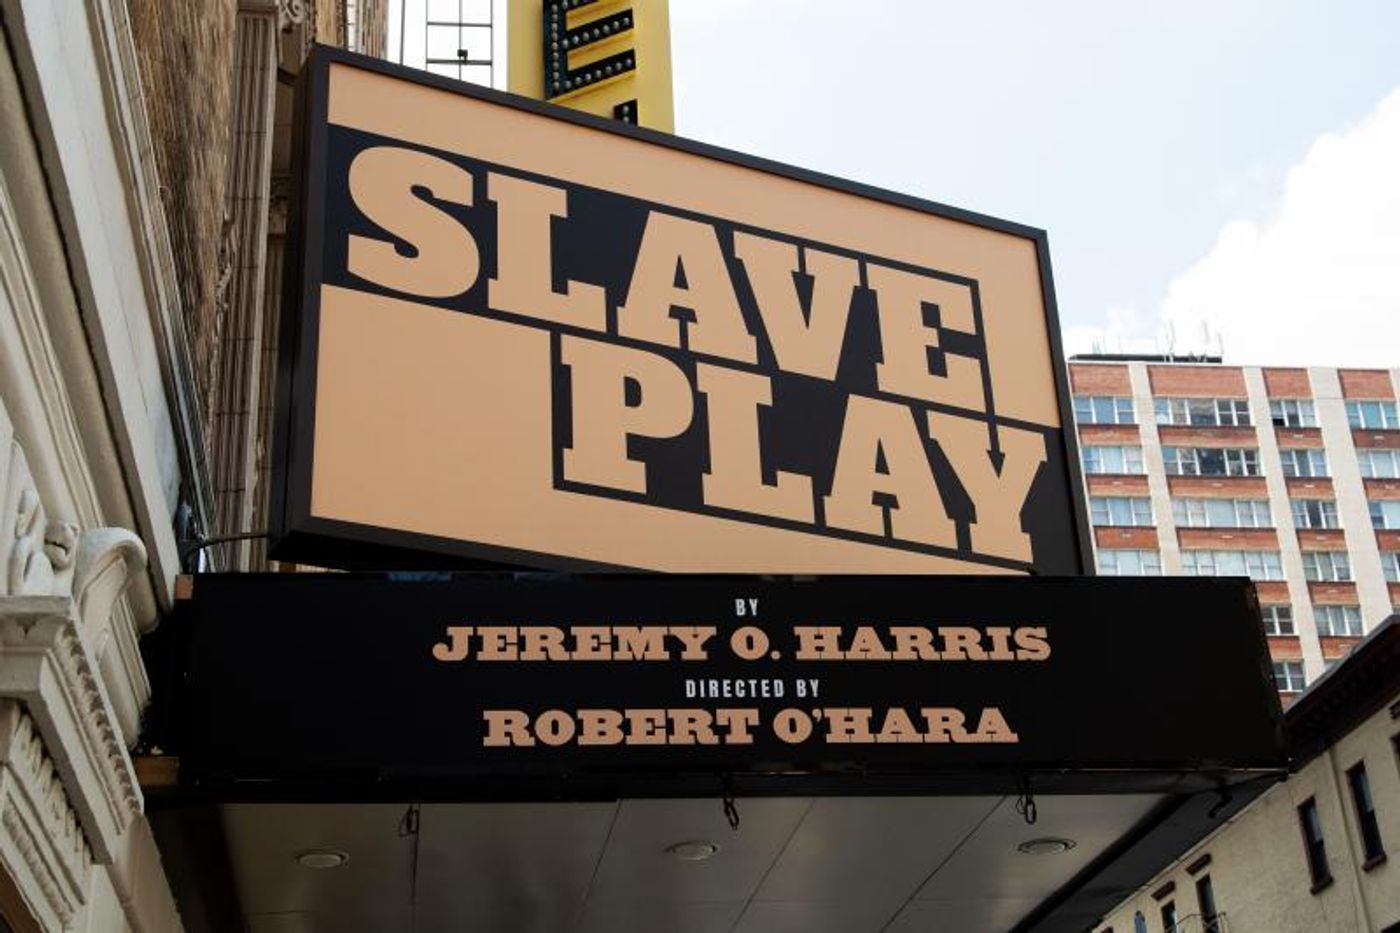 E
SLAVE
PLAY
BY
JEREMY O. HARRIS
DIRECTED BY
ROBERT O'HARA